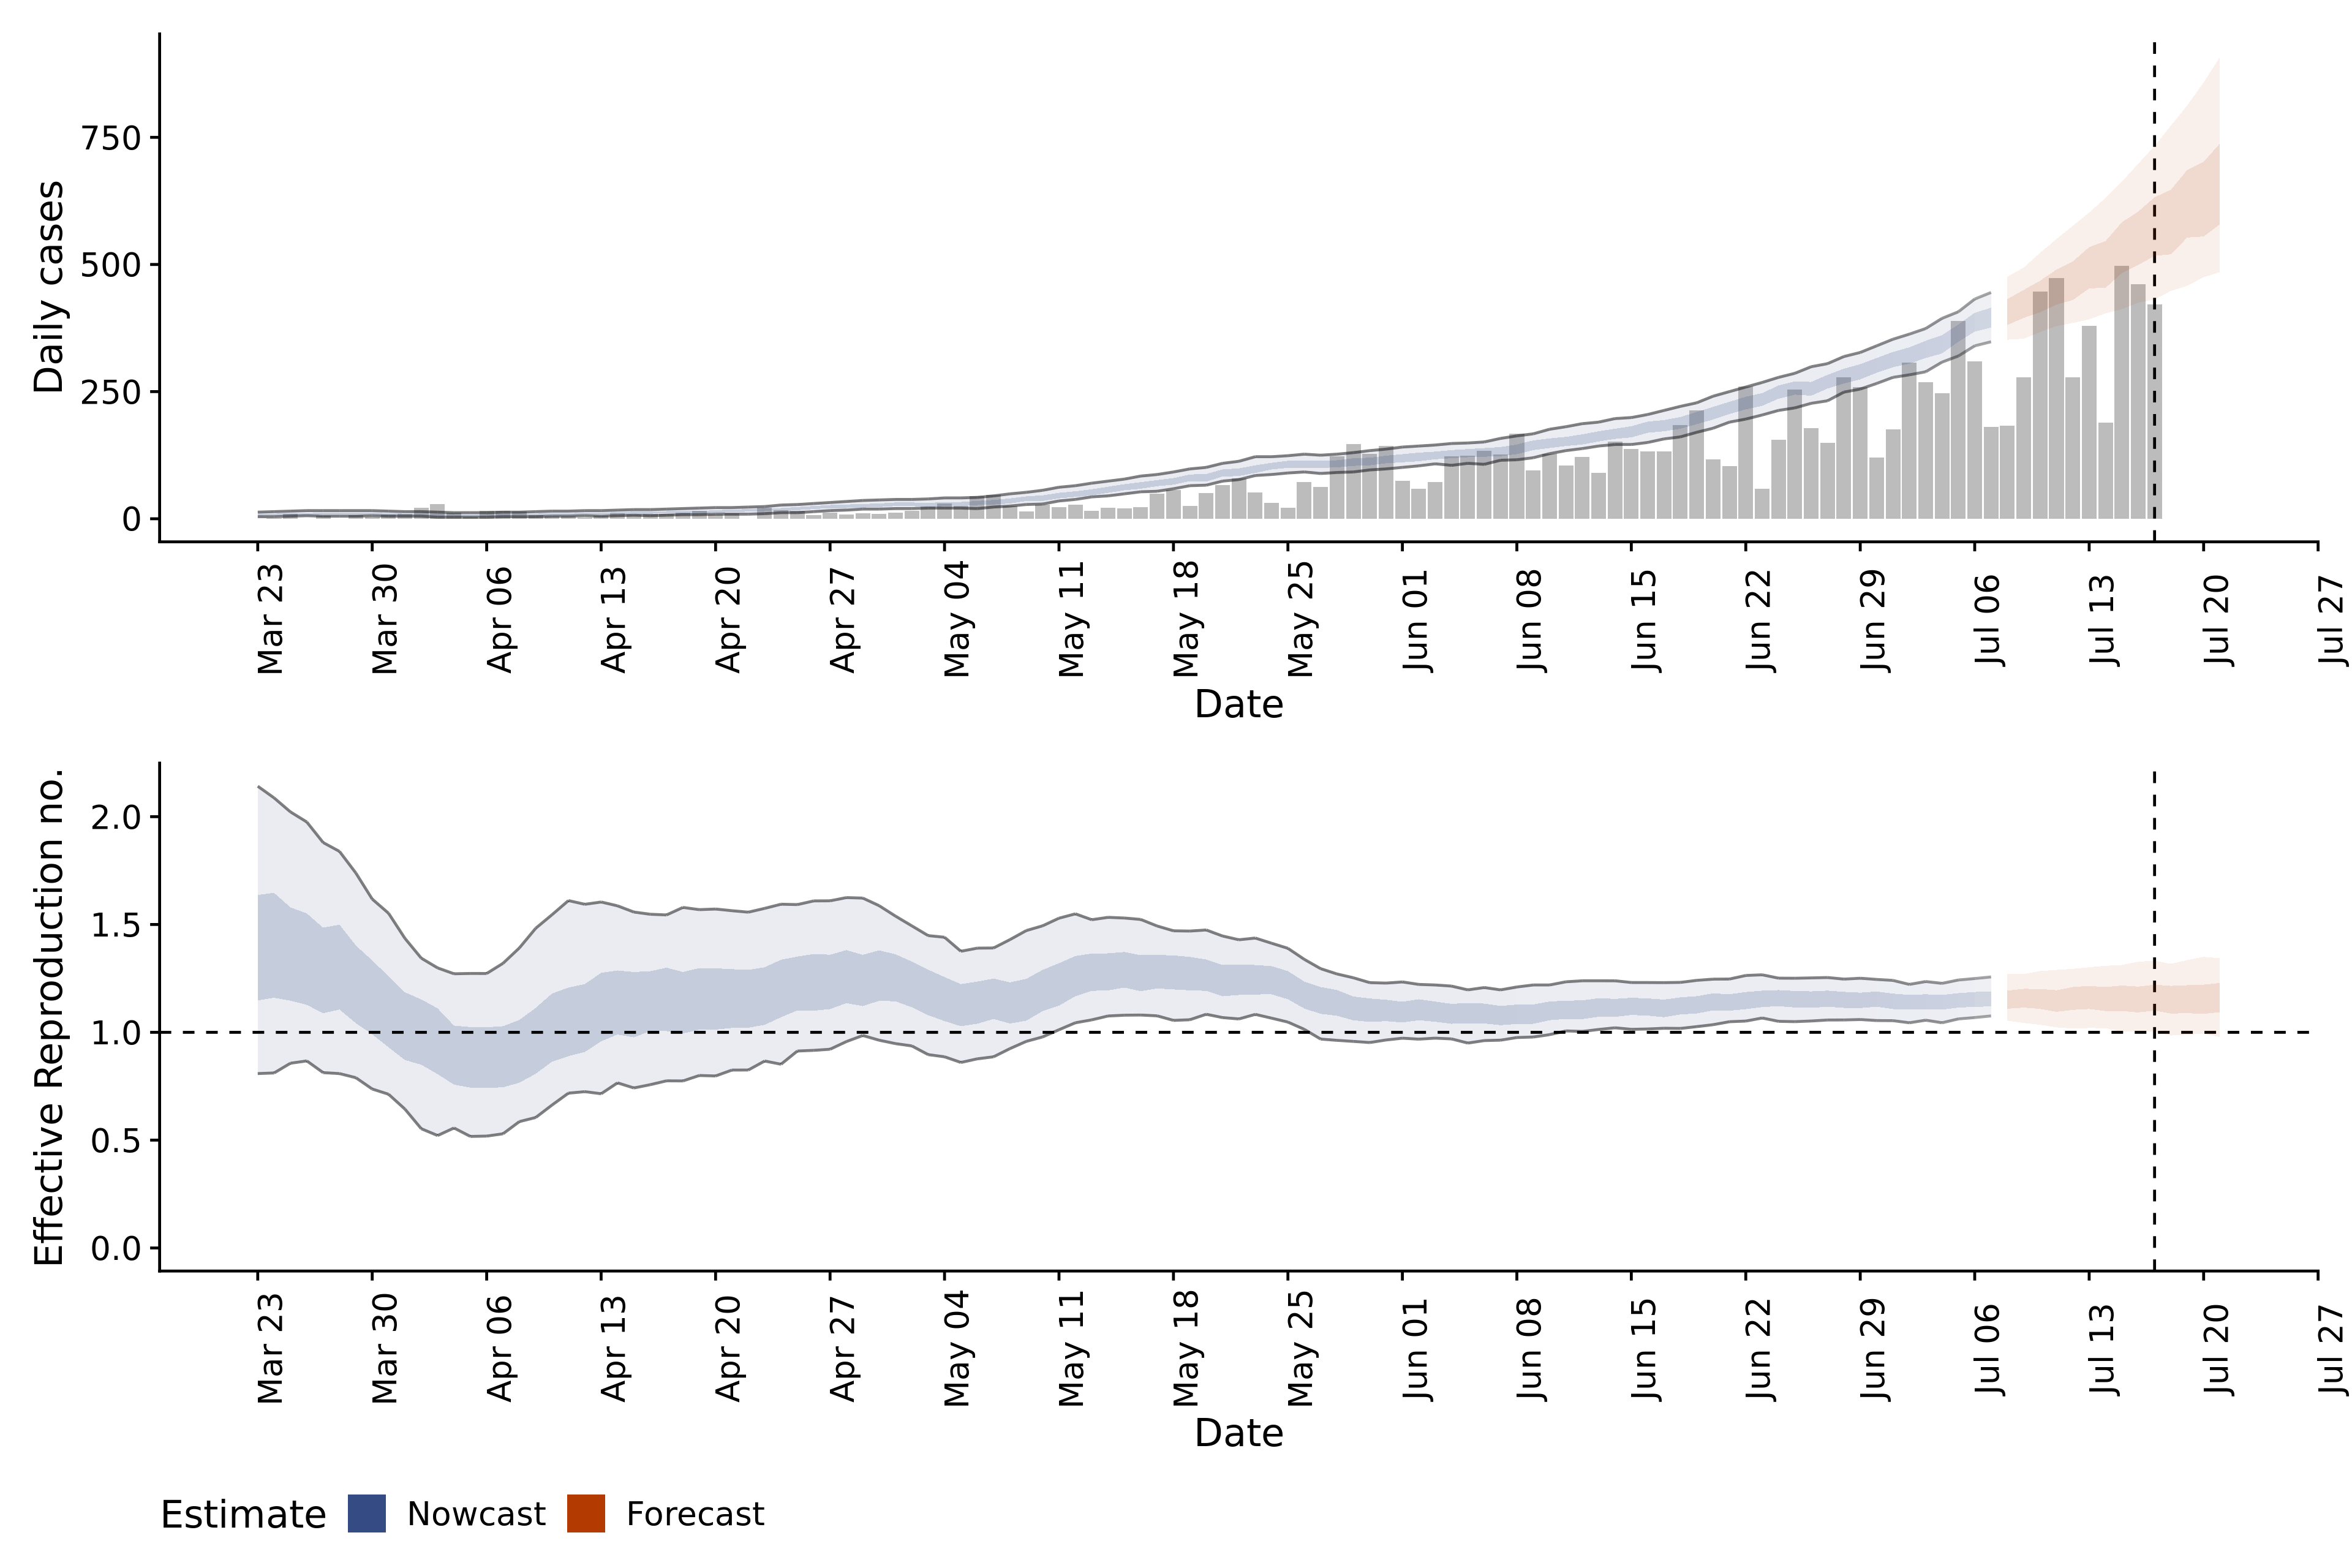 Daily cases
750
500
250
0
Mar 23
Mar 30
Apr 06
Apr 13
Apr 20
Apr 27
May 04
May 11
May 18
May 25
Jun 01
Jun 08
Jun 15
Jun 22
Jun 29
Jul 06
Jul 13
Jul 20
Jul 27
Date
Effective Reproduction no.
2.0
1.5
1.0
0.5
0.0
Mar 23
Mar 30
Apr 06
Apr 13
Apr 20
Apr 27
May 04
May 11
May 18
May 25
Jun 01
Jun 08
Jun 15
Jun 22
Jun 29
Jul 06
Jul 13
Jul 20
Jul 27
Date
Estimate Nowcast Forecast